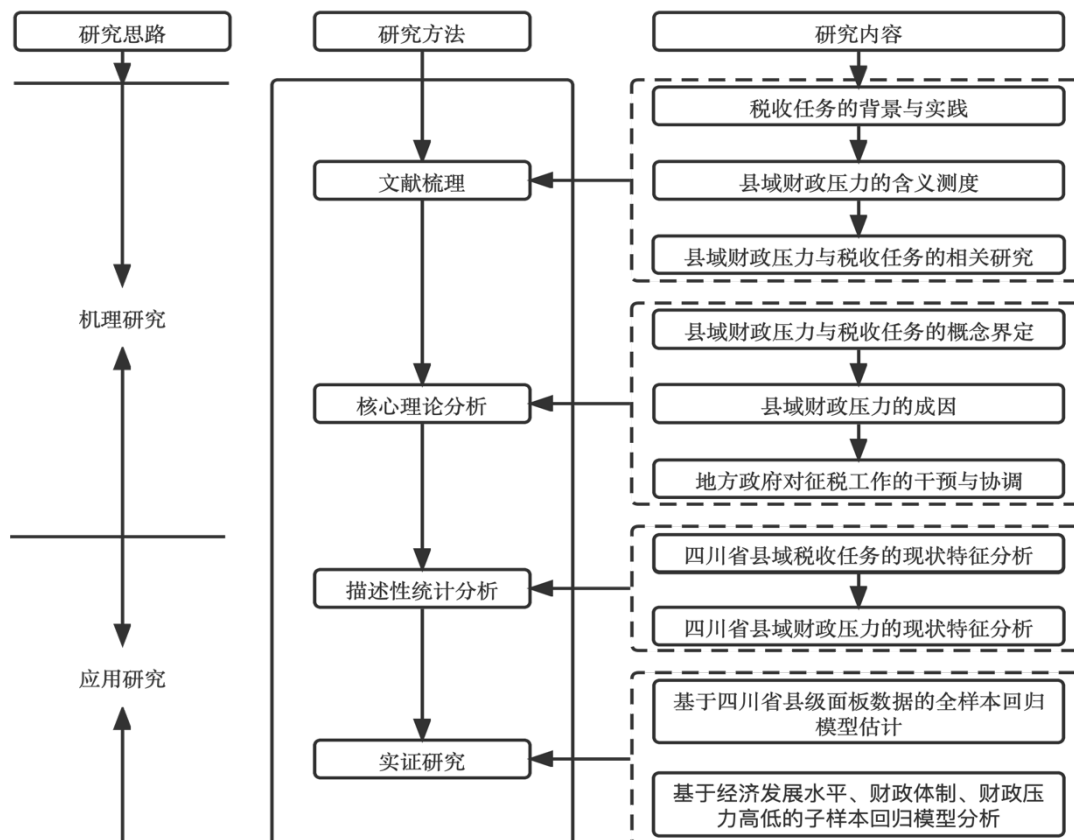 研究思路
研究方法
研究内容
税收任务的背景与实践
文献梳理
县域财政压力的含义测度
县域财政压力与税收任务的相关研究
机理研究
县域财政压力与税收任务的概念界定
核心理论分析
县域财政压力的成因
地方政府对征税工作的干预与协调
四川省县域税收任务的现状特征分析
描述性统计分析
四川省县域财政压力的现状特征分析
应用研究
基于四川省县级面板数据的全样本回归
模型估计
实证研究
基于经济发展水平、财政体制、财政压
力高低的子样本回归模型分析